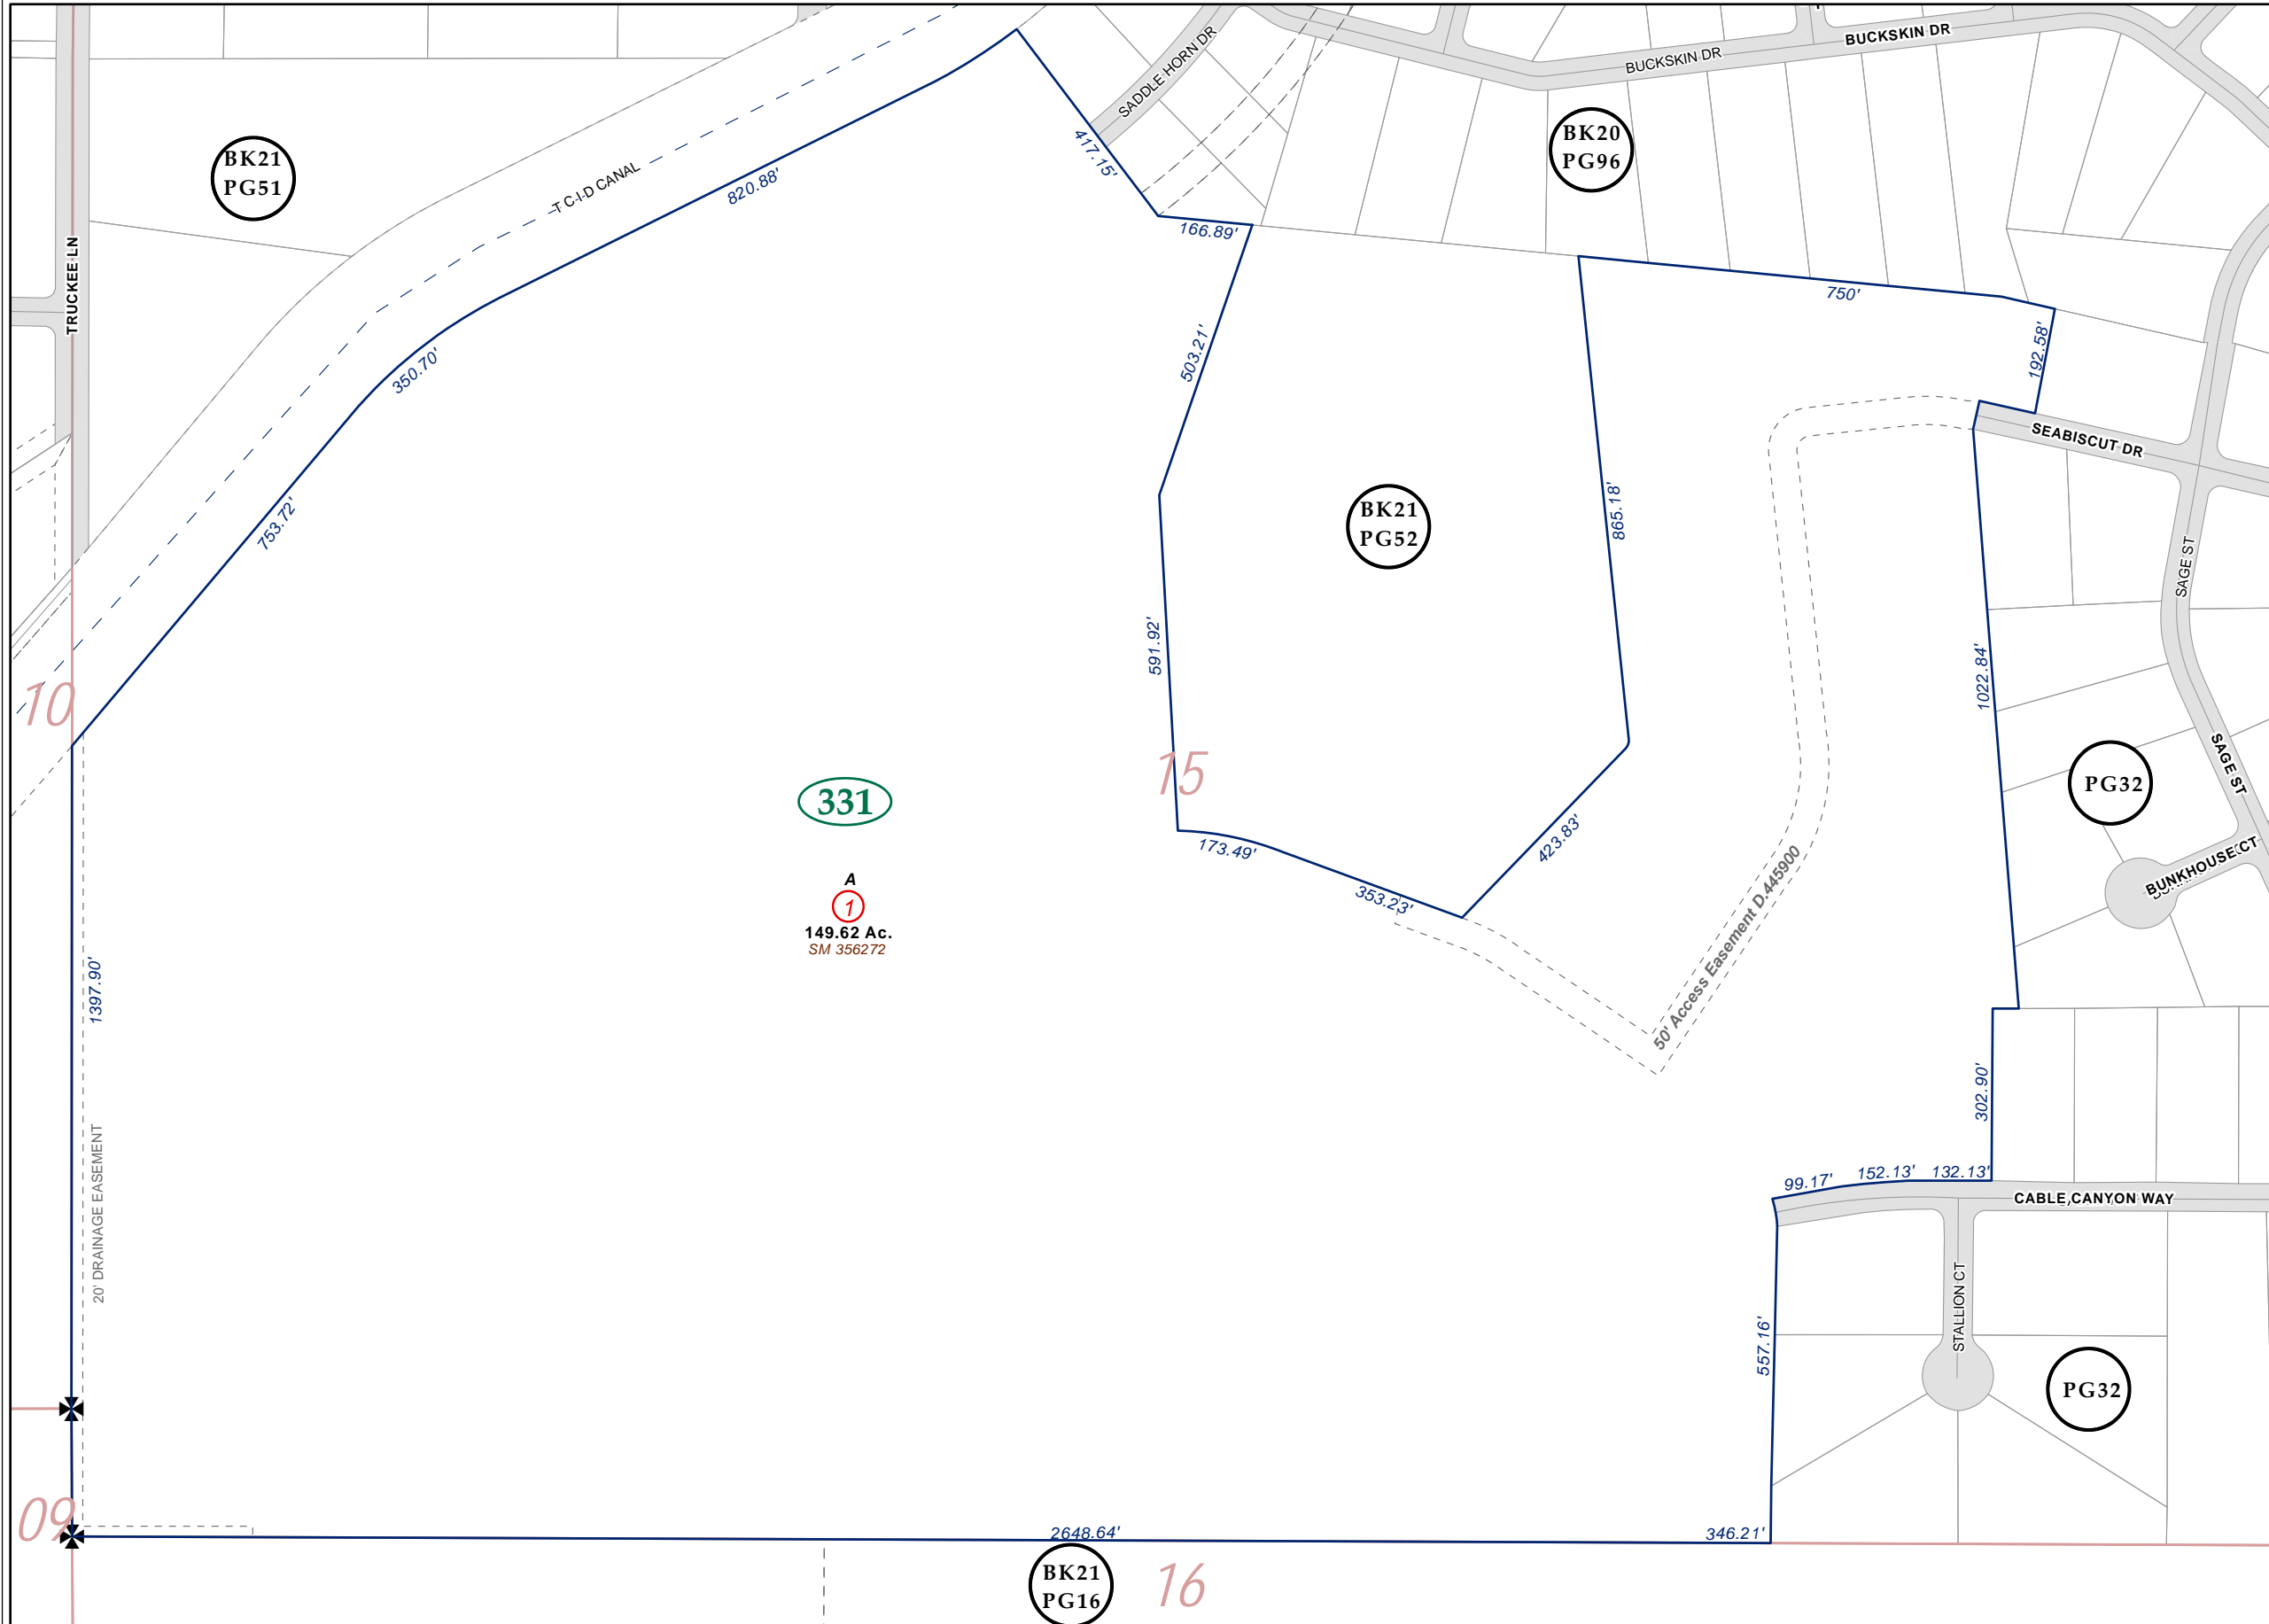 SADDLE HORN DR
BUCKSKIN DR
BUCKSKIN DR
BK21
PG51
BK20
PG96
T C-I-D CANAL
820.88'
417.15'
166.89'
TRUCKEE LN
350.70'
503.21'
750'
192.58'
SEABISCUT DR
753.72'
BK21
PG52
865.18'
SAGE ST
591.92'
1022.84'
10
15
331
SAGE ST
PG32
BUNKHOUSE CT
173.49'
423.83'
353.23'
50' Access Easement D.445900
A
1
149.62 Ac.
SM 356272
1397.90'
20' DRAINAGE EASEMENT
302.90'
99.17'
152.13'
132.13'
CABLE CANYON WAY
STALLION CT
557.16'
PG32
09
2648.64'
346.21'
BK21
PG16
16